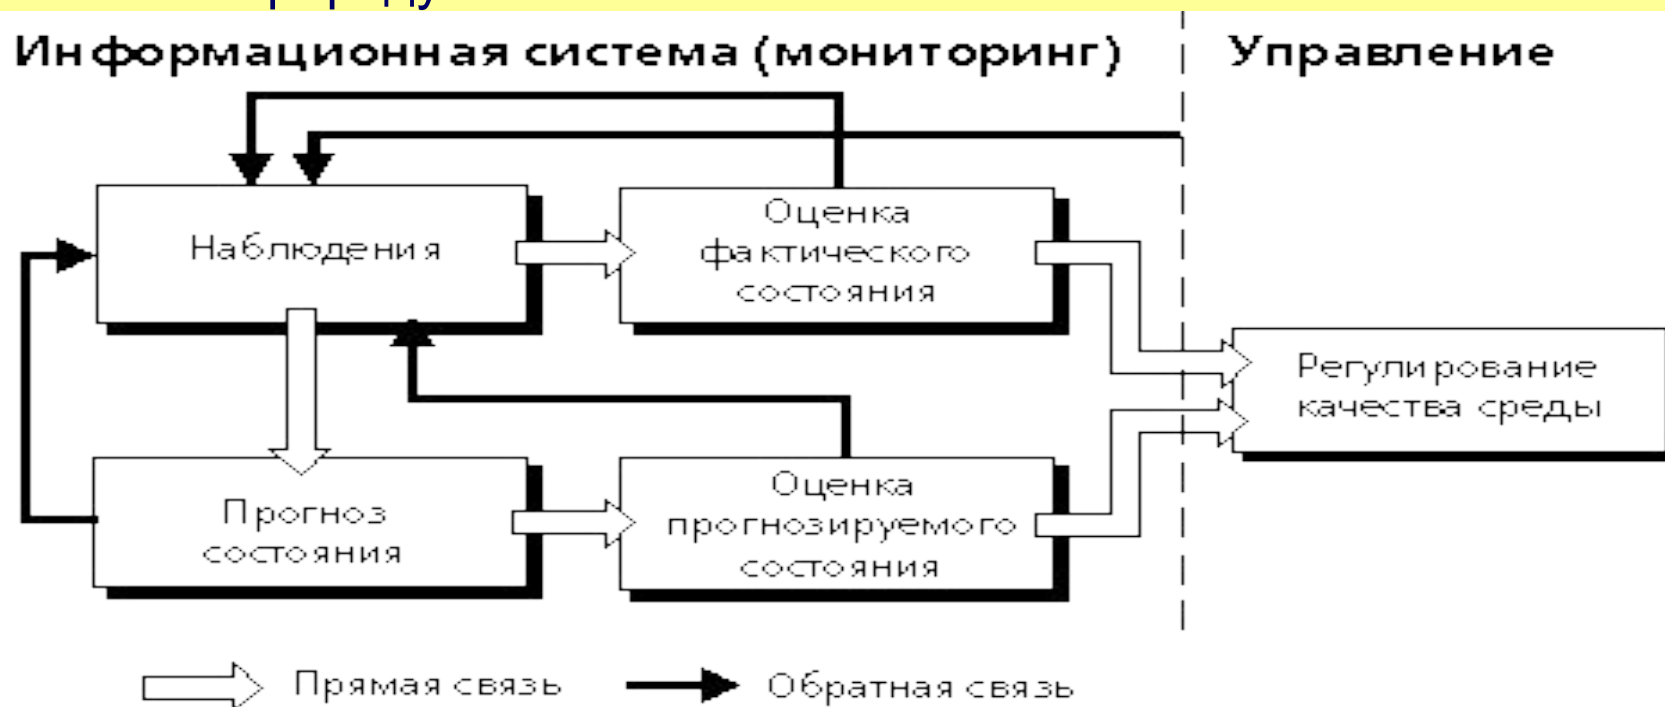 Информационная система (мониторинг)
Управление
Наблюдения
Оценка
фактического
состояния
Регулирование
качества среды
Прогноз
состояния
Оценка
прогнозируемого
состояния
Прямая связь
Обратная связь